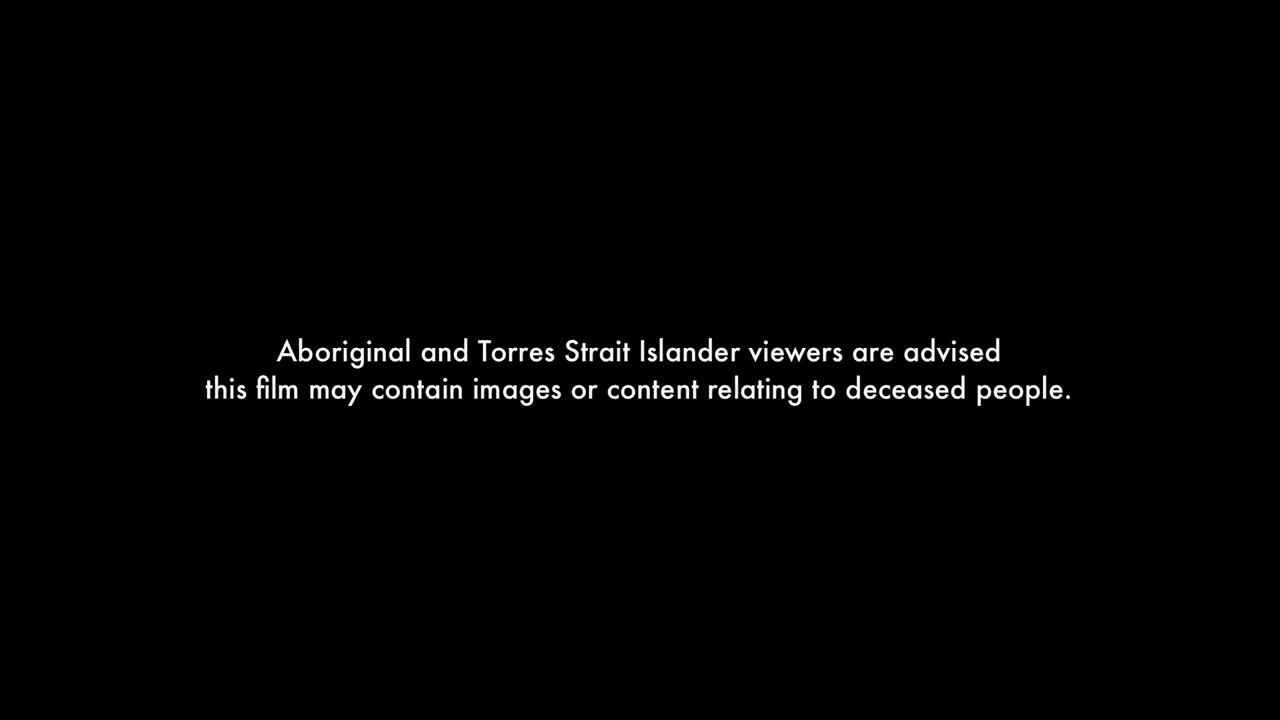 Aboriginal and Torres Strait Islander viewers are advised
this film may contain images or content relating to deceased people.